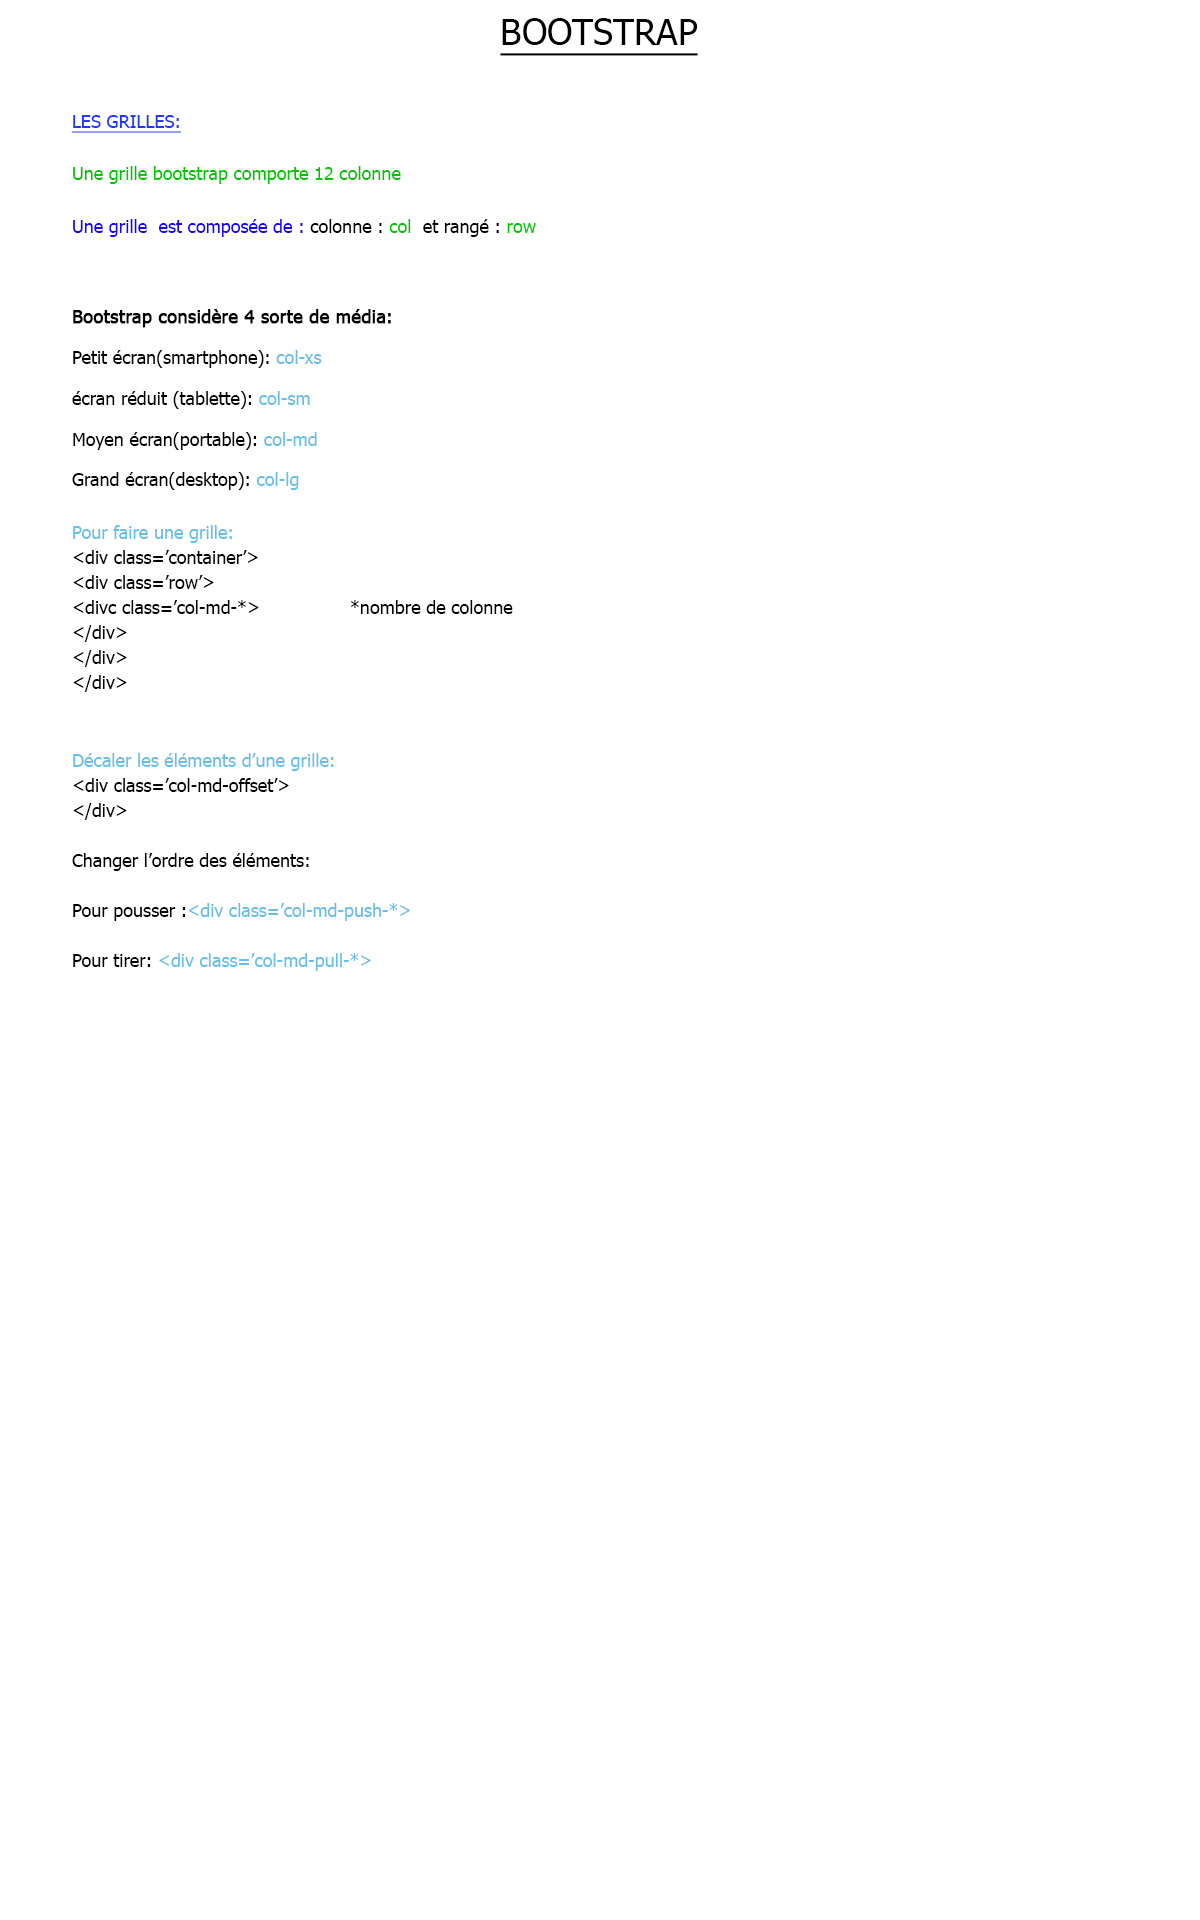 BOOTSTRAP
LES GRILLES:
Une grille bootstrap comporte 12 colonne
Une grille  est composée de : colonne : col  et rangé : row
Bootstrap considère 4 sorte de média:
Petit écran(smartphone): col-xs
écran réduit (tablette): col-sm
Moyen écran(portable): col-md
Grand écran(desktop): col-lg
Pour faire une grille:
<div class=’container’>
<div class=’row’>
<divc class=’col-md-*> *nombre de colonne
</div>
</div>
</div>
Décaler les éléments d’une grille:
<div class=’col-md-offset’>
</div>
Changer l’ordre des éléments:
Pour pousser :<div class=’col-md-push-*>
Pour tirer: <div class=’col-md-pull-*>